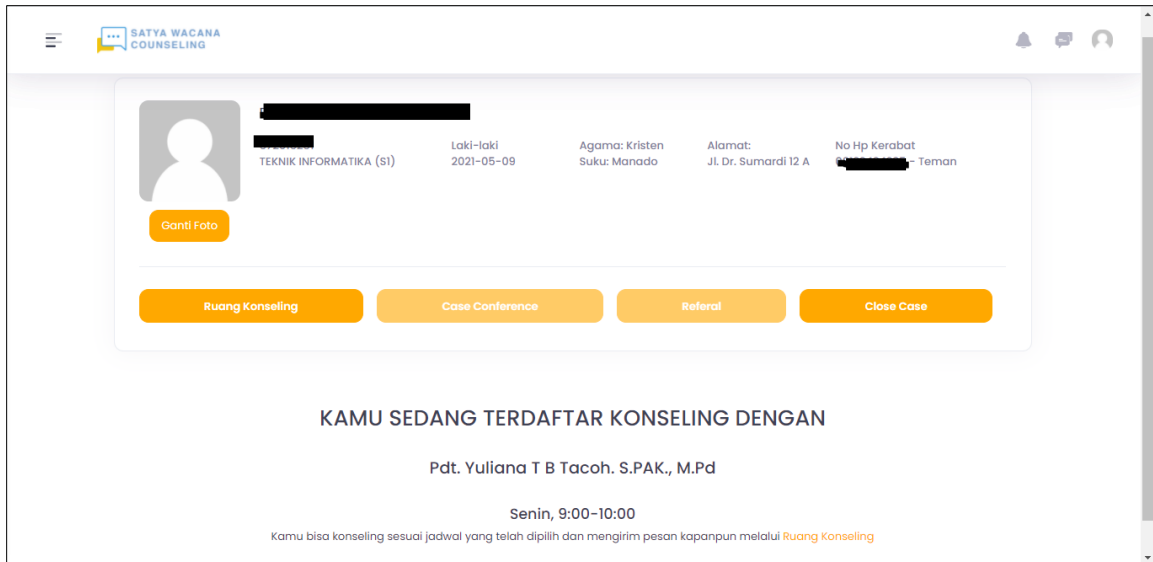 SATYA WACANA
COUNSELING
Laki-laki
Agama: Kristen
Alamat:
No Hp Kerabat
TEKNIK INFORMATIKA (S1)
2021-05-09
Suku: Manado
Jl. Dr. Sumardi 12 A
- Teman
Ganti Foto
Ruang Konseling
Case Conference
Referal
Close Case
KAMU SEDANG TERDAFTAR KONSELING DENGAN
Pdt. Yuliana T B Tacoh. S.PAK., M.Pd
Senin, 9:00-10:00
Kamu bisa konseling sesuai jadwal yang telah dipilih dan mengirim pesan kapanpun melalui Ruang Konseling